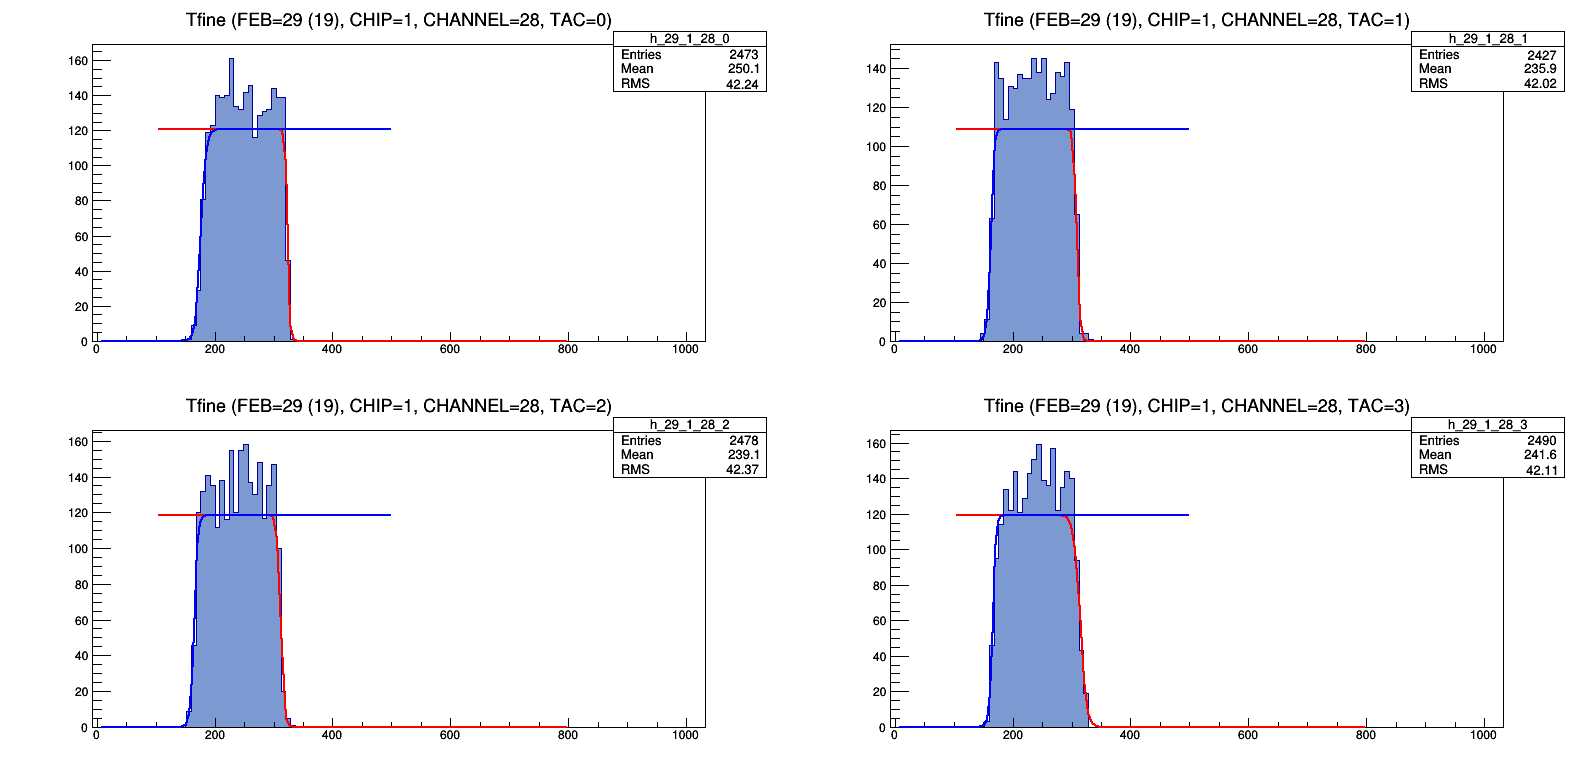 Tfine (FEB=29 (19), CHIP=1, CHANNEL=28, TAC=0)
h_29_1_28_0
Entries 2473
Mean 250.1
RMS 42.24
160
140
120
100
80
60
40
20
0
0 200 400 600 800 1000
Tfine (FEB=29 (19), CHIP=1, CHANNEL=28, TAC=1)
h_29_1_28_1
Entries 2427
Mean 235.9
RMS 42.02
140
120
100
80
60
40
20
0
0 200 400 600 800 1000
Tfine (FEB=29 (19), CHIP=1, CHANNEL=28, TAC=2)
h_29_1_28_2
Entries 2478
Mean 239.1
RMS 42.37
160
140
120
100
80
60
40
20
0
0 200 400 600 800 1000
Tfine (FEB=29 (19), CHIP=1, CHANNEL=28, TAC=3)
h_29_1_28_3
Entries 2490
Mean 241.6
RMS 42.11
160
140
120
100
80
60
40
20
0
0 200 400 600 800 1000